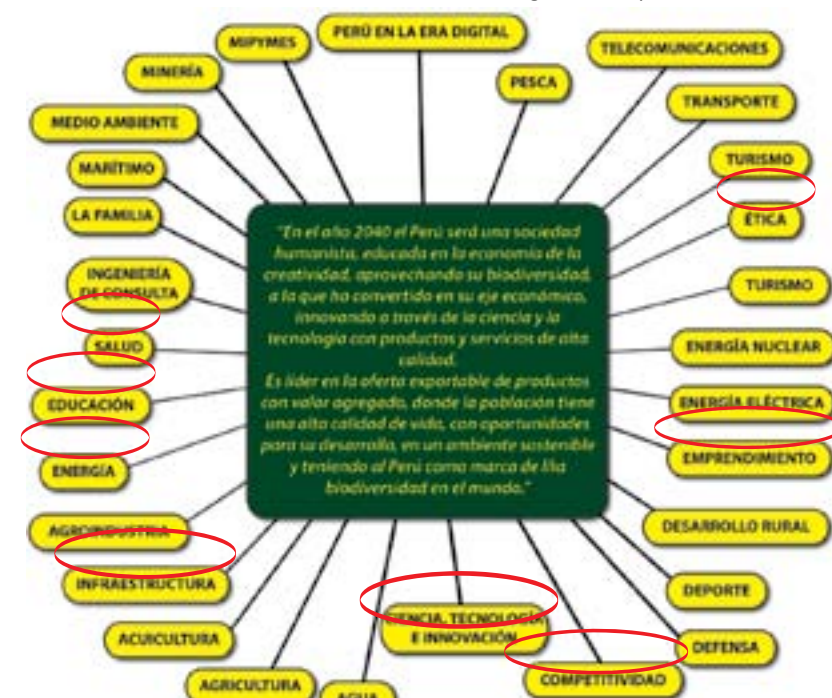 PERÚ EN LA ERA DIGITAL
MIPYMES
TELECOMUNICACIONES
MINERÍA
PESCA
TRANSPORTE
MEDIO AMBIENTE
TURISMO
MARÍTIMO
LA FAMILIA
ÉTICA
"En el año 2040 el Perú será una sociedad
humanista, educada en la economía de la
creatividad, aprovechando su biodiversidad,
a la que ha convertido en su eje económico,
innovando a través de la ciencia y la
tecnología con productos y servicios de alta
calidad.
Es líder en la oferta exportable de productos
con valor agregado, donde la población tiene
una alta calidad de vida, con oportunidades
para su desarrollo, en un ambiente sostenible
y teniendo al Perú como marca de
biodiversidad en el mundo."
INGENIERÍA
DE CONSULTA
TURISMO
SALUD
ENERGÍA NUCLEAR
EDUCACIÓN
ENERGÍA ELÉCTRICA
ENERGÍA
EMPRENDIMIENTO
AGROINDUSTRIA
DESARROLLO RURAL
INFRAESTRUCTURA
DEPORTE
CIENCIA, TECNOLOGÍA
E INNOVACIÓN
ACUICULTURA
DEFENSA
AGRICULTURA
COMPETITIVIDAD
AGUA